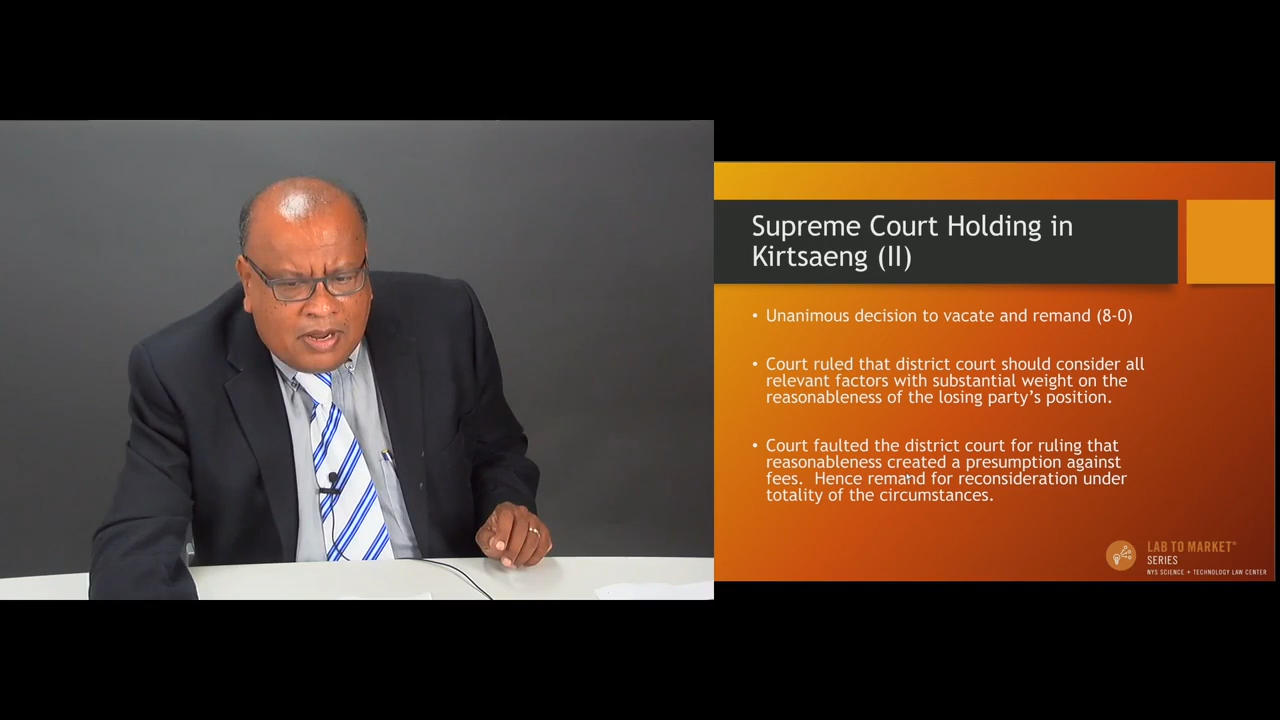 Supreme Court Holding in
Kirtsaeng (II)
• Unanimous decision to vacate and remand (8-0)
• Court ruled that district court should consider all
relevant factors with substantial weight on the
reasonableness of the losing party's position.
• Court faulted the district court for ruling that
reasonableness created a presumption against
fees. Hence remand for reconsideration under
totality of the circumstances.
LAB TO MARKET®
SERIES
NYS SCIENCE + TECHNOLOGY LAW CENTER